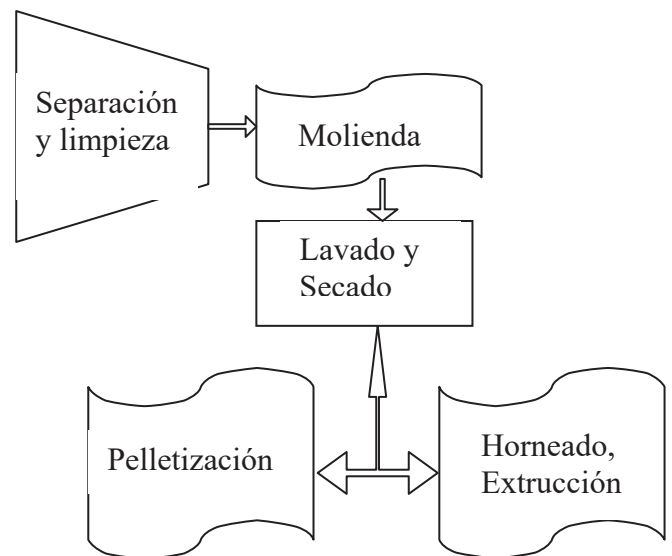 Separación
y limpieza
Molienda
Lavado y
Secado
Pelletización
Horneado,
Extrucción